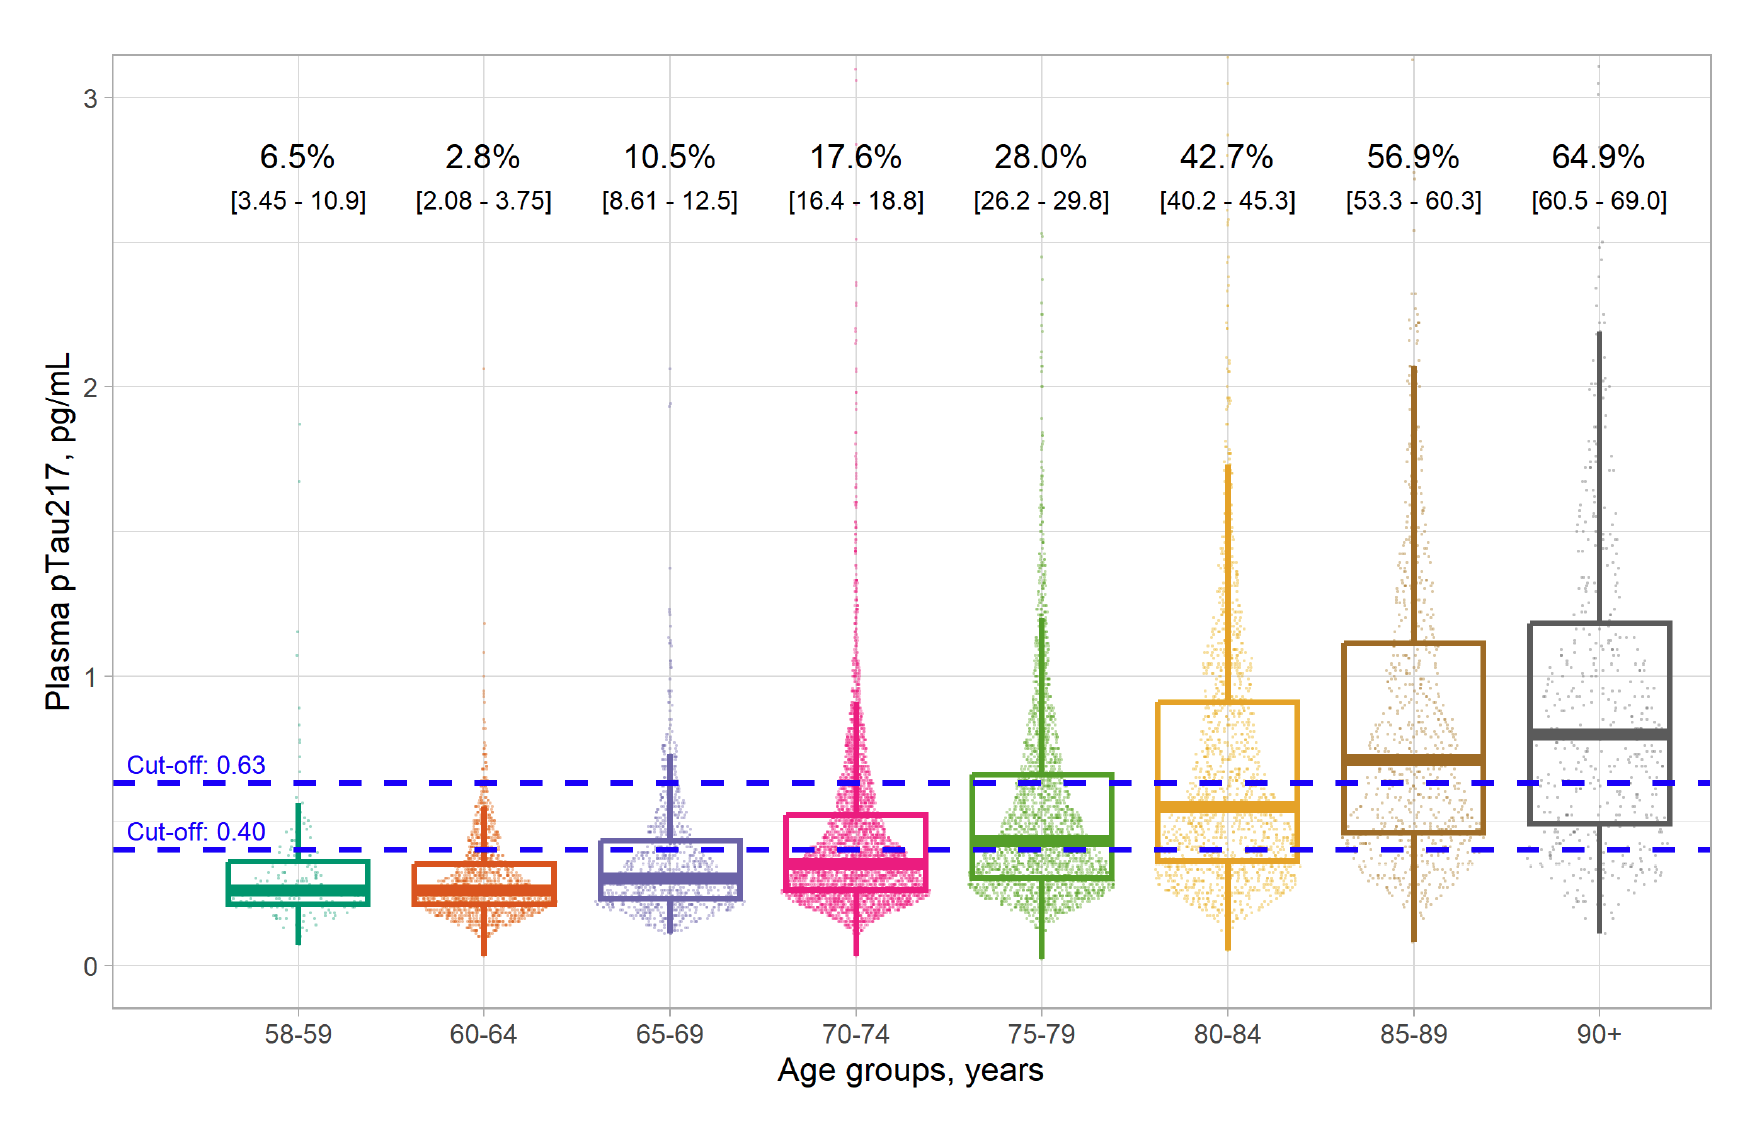 3
6.5% 2.8% 10.5% 17.6% 28.0% 42.7% 56.9% 64.9%
[3.45 - 10.9] [2.08 - 3.75] [8.61 - 12.5] [16.4 - 18.8] [26.2 - 29.8] [40.2 - 45.3] [53.3 - 60.3] [60.5 - 69.0]
2
Plasma pTau217, pg/mL
1
Cut-off: 0.63
Cut-off: 0.40
0
58-59 60-64 65-69 70-74 75-79 80-84 85-89 90+
Age groups, years